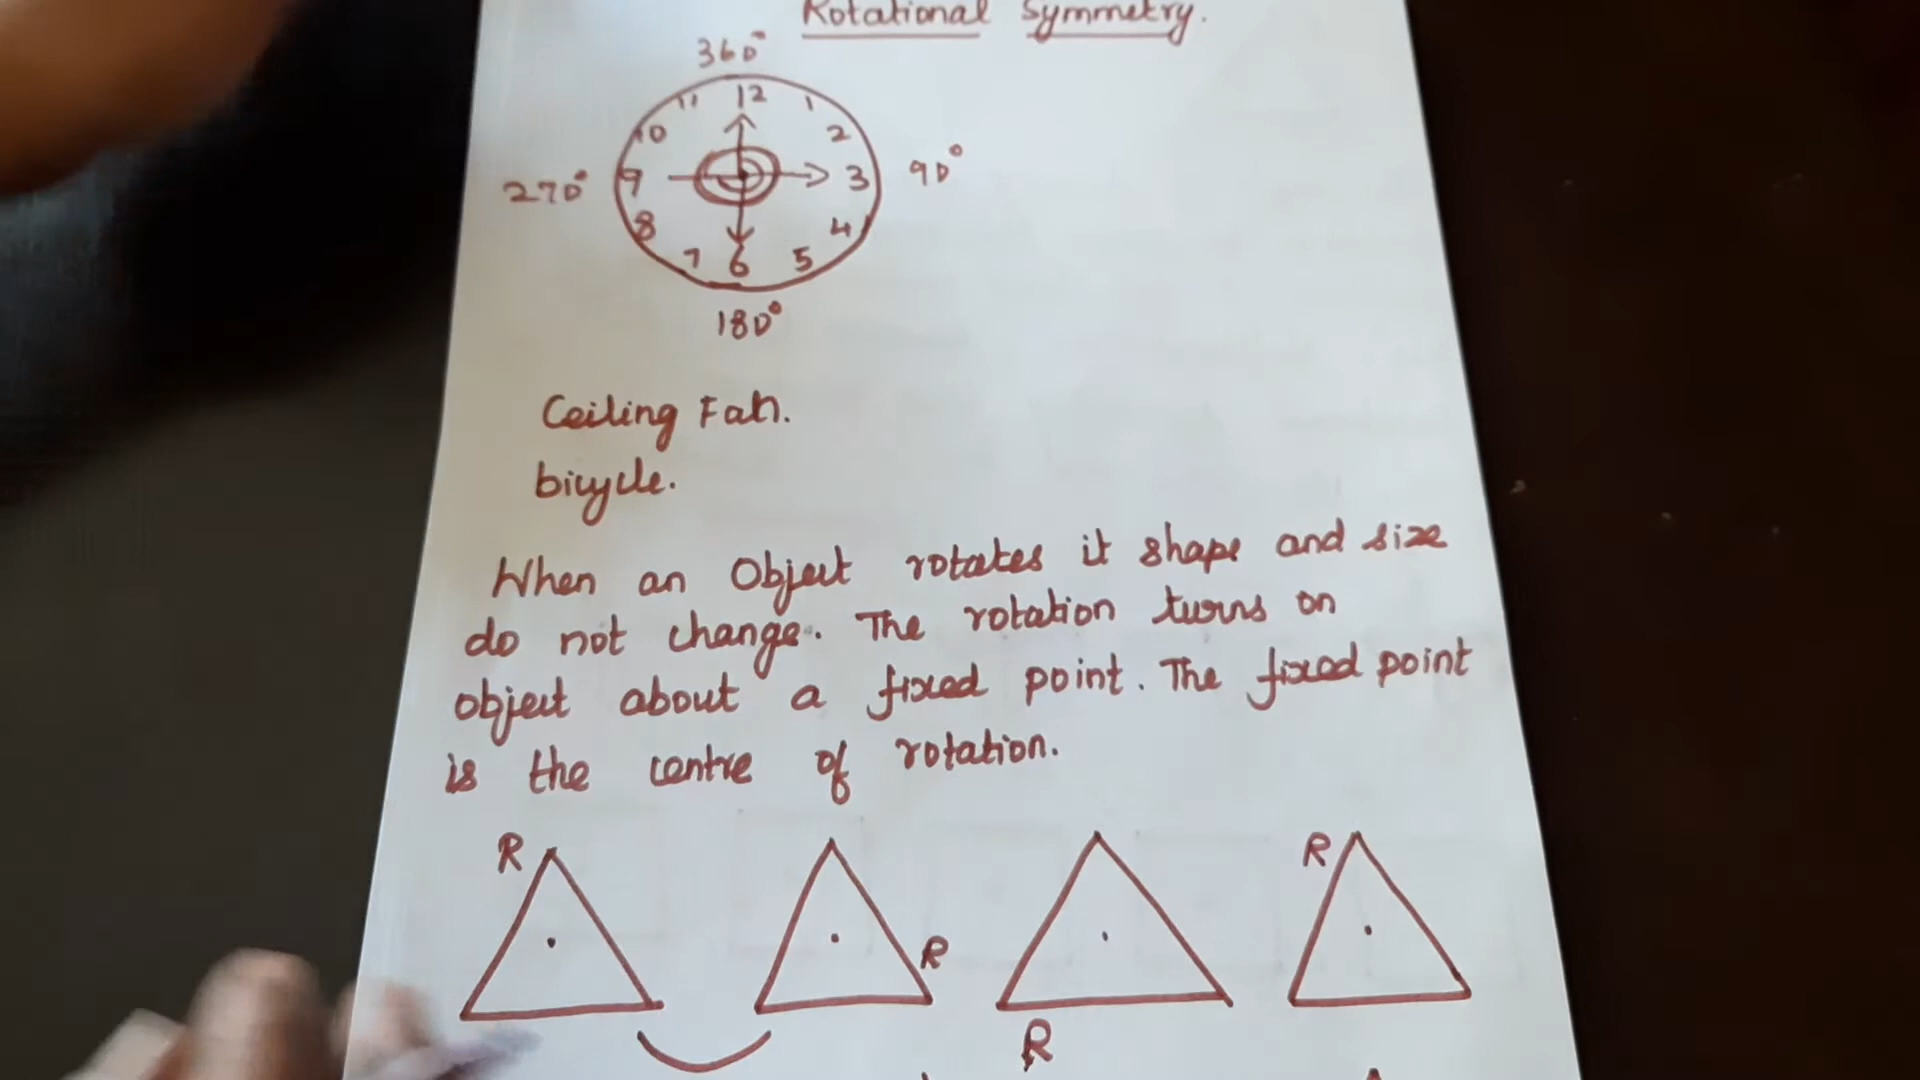 Rotational Symmetry.
360°
11 12 1
10 2
270° 9 3 90°
8 4
7 6 5
180°
Ceiling Fan.
bicycle.
When an Object rotates it shape and size
do not change. The rotation turns on
object about a fixed point. The fixed point
is the centre of rotation.
R R
R
R